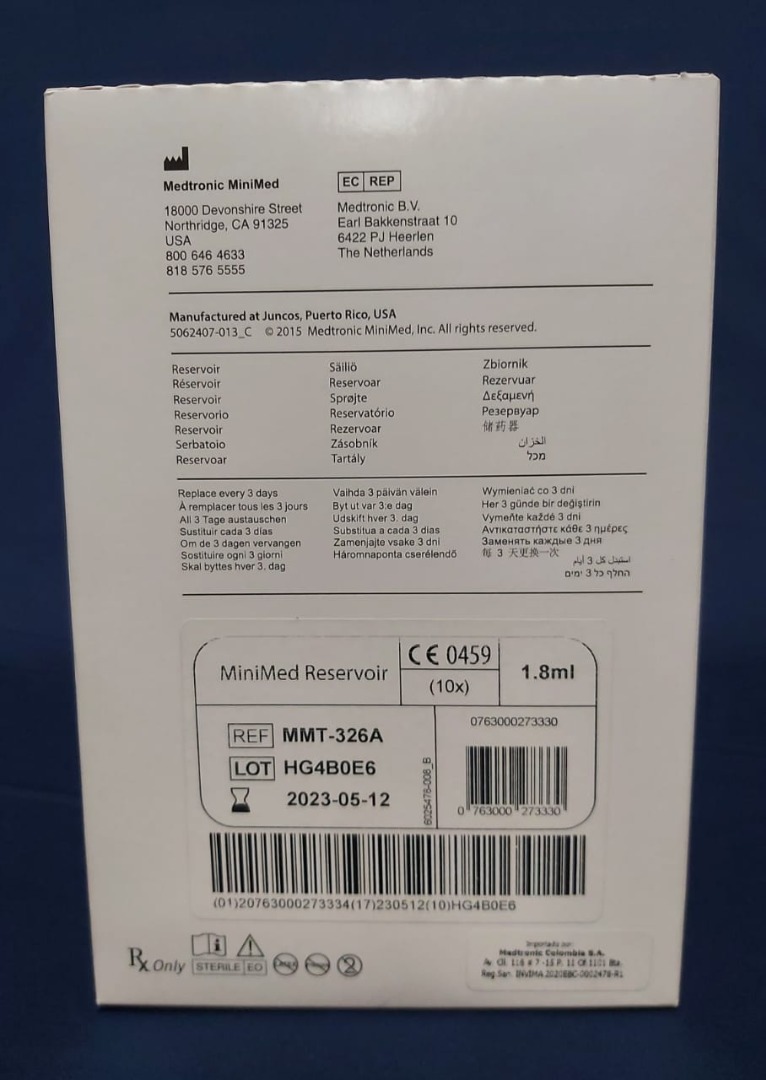 Medtronic MiniMed
18000 Devonshire Street
Northridge, CA 91325
USA
800 646 4633
818 576 5555
EC REP
Medtronic B.V.
Earl Bakkenstraat 10
6422 PJ Heerlen
The Netherlands
Manufactured at Juncos, Puerto Rico, USA
5062407-013_C © 2015 Medtronic MiniMed, Inc. All rights reserved.
Reservoir
Réservoir
Reservoir
Reservorio
Reservoir
Serbatoio
Reservoar
Säiliö
Reservoar
Sprøjte
Reservatório
Rezervoar
Zásobník
Tartály
Zbiornik
Rezervuar
Δεξαμενή
Резервуар
储药器
الخزان
מכל
Replace every 3 days
À remplacer tous les 3 jours
All 3 Tage austauschen
Sustituir cada 3 días
Om de 3 dagen vervangen
Sostituire ogni 3 giorni
Skal byttes hver 3. dag
Vaihda 3 päivän välein
Byt ut var 3:e dag
Udskift hver 3. dag
Substitua a cada 3 dias
Zamenjajte vsake 3 dni
Háromnaponta cserélendő
Wymieniać co 3 dni
Her 3 günde bir değiştirin
Vyměňte každé 3 dni
Αντικαταστήστε κάθε 3 ημέρες
Заменять каждые 3 дня
每 3 天更换一次
استبدل كل 3 أيام
החלף כל 3 ימים
MiniMed Reservoir
CE 0459
(10x)
1.8ml
REF MMT-326A
LOT HG4B0E6
2023-05-12
6025478-008_B
0763000273330
0 763000 273330
(01)20763000273334(17)230512(10)HG4B0E6
Rx Only
STERILE EO
2
Importado por
Medtronic Colombia S.A.
Reg.San.